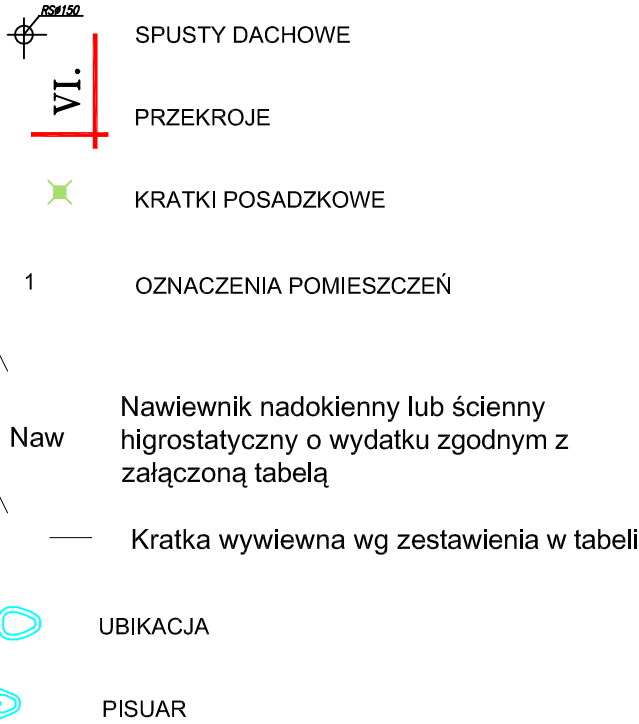 RSØ150
SPUSTY DACHOWE
VI.
PRZEKROJE
KRATKI POSADZKOWE
1
OZNACZENIA POMIESZCZEŃ
Naw
Nawiewnik nadokienny lub ścienny
higrostatyczny o wydatku zgodnym z
załączoną tabelą
Kratka wywiewna wg zestawienia w tabeli
UBIKACJA
PISUAR